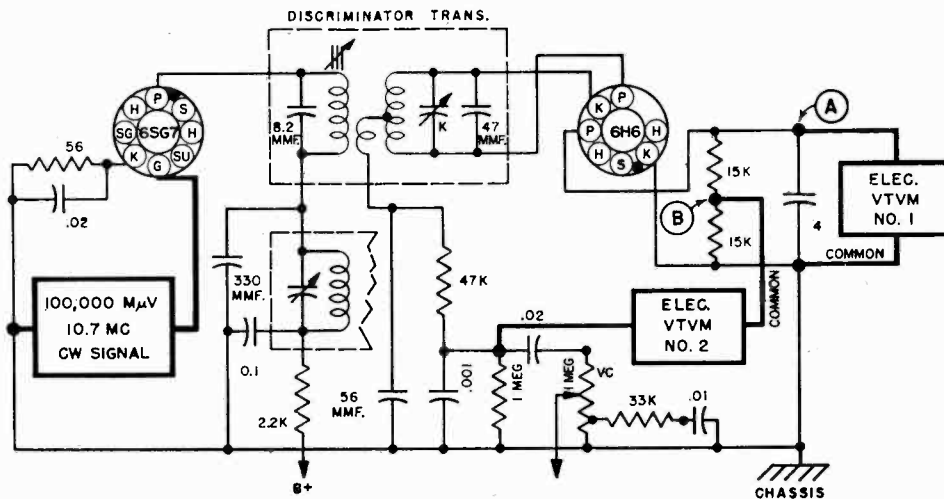 DISCRIMINATOR TRANS.
8.2
MMF.
K
47
MMF.
P
S
H
SU
G
K
SG
H
6SG7
56
.02
100,000 MμV
10.7 MC
CW SIGNAL
330
MMF.
0.1
2.2K
B+
56
MMF.
47K
.001
1 MEG
.02
1 MEG
VC
33K
.01
K
P
P
H
H
S
K
6H6
A
B
15K
15K
4
ELEC.
VTVM
NO. 1
COMMON
COMMON
ELEC.
VTVM
NO. 2
CHASSIS